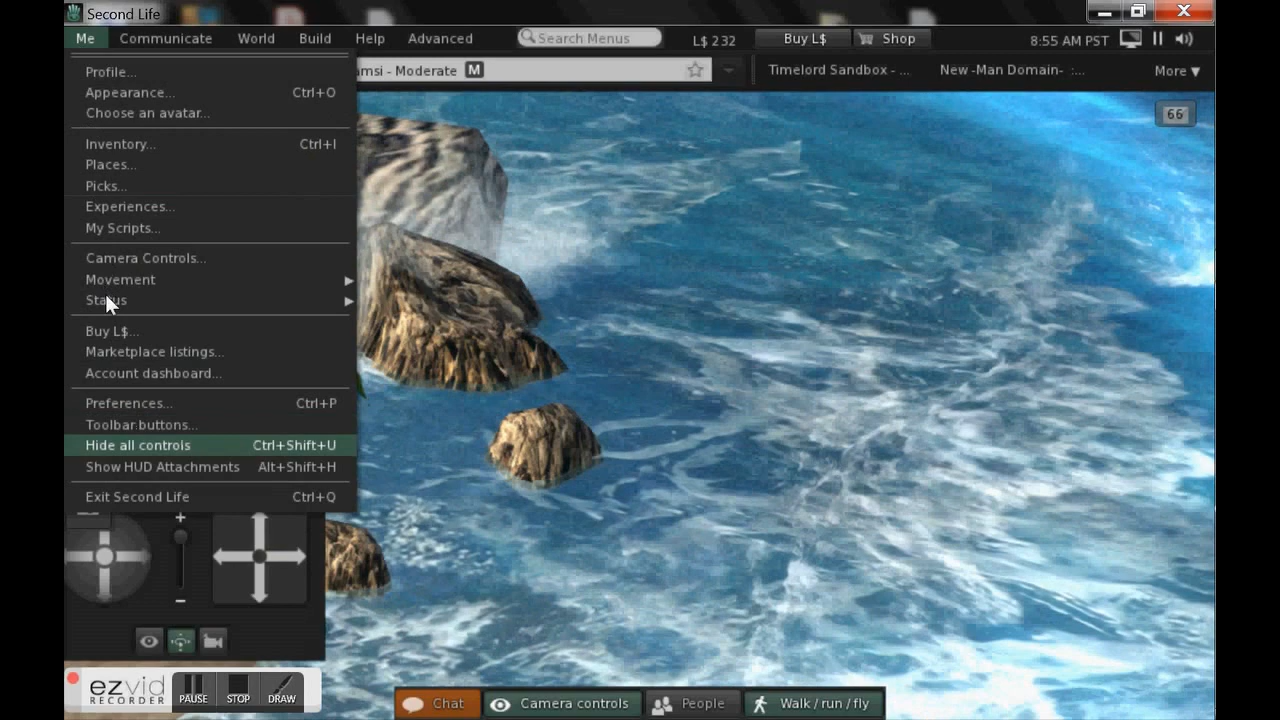 Second Life
Me Communicate World Build Help Advanced Search Menus L$ 232 Buy L$ Shop 8:55 AM PST
amsi - Moderate M Timelord Sandbox - ... New -Man Domain- :... More ▼
66
Profile...
Appearance... Ctrl+O
Choose an avatar...
Inventory... Ctrl+I
Places...
Picks...
Experiences...
My Scripts...
Camera Controls...
Movement
Status
Buy L$...
Marketplace listings...
Account dashboard...
Preferences... Ctrl+P
Toolbar buttons...
Hide all controls Ctrl+Shift+U
Show HUD Attachments Alt+Shift+H
Exit Second Life Ctrl+Q
ezvid
RECORDER
PAUSE STOP DRAW
Chat Camera controls People Walk / run / fly